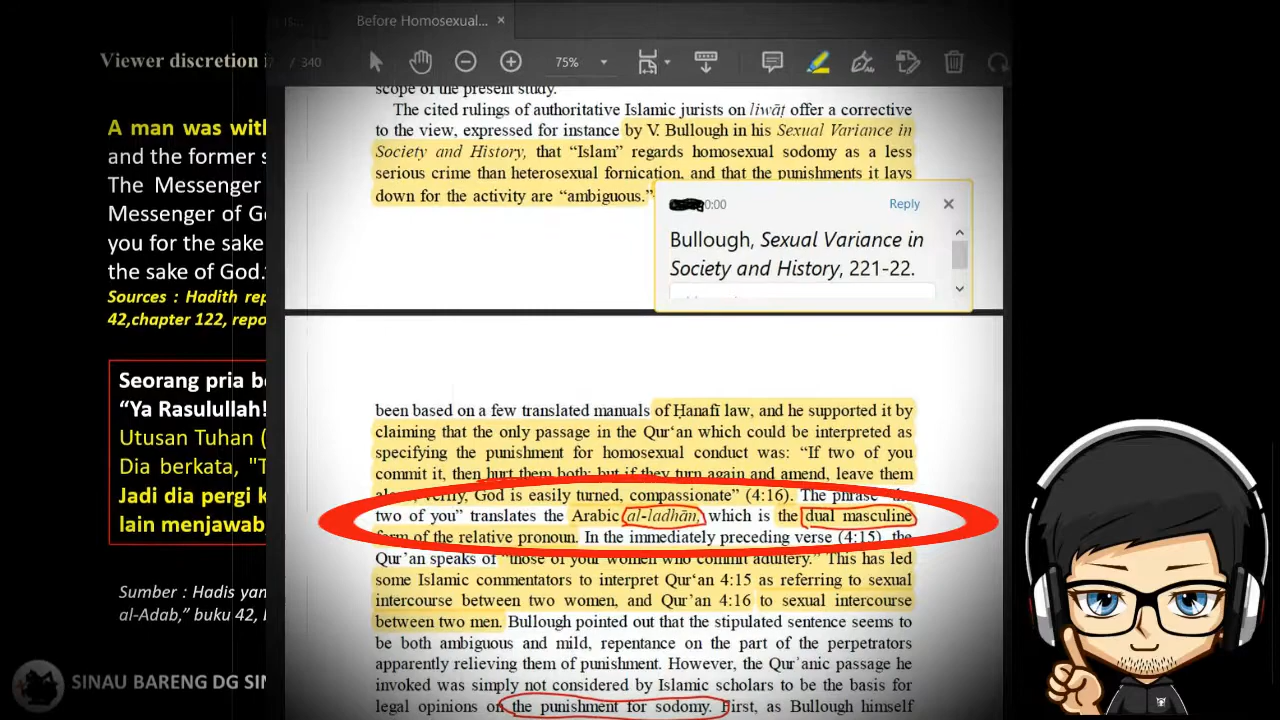 Before Homosexual... ×
Viewer discretion
/ 340
75%
scope of the present study.
The cited rulings of authoritative Islamic jurists on liwāṭ offer a corrective
to the view, expressed for instance by V. Bullough in his Sexual Variance in
Society and History, that “Islam” regards homosexual sodomy as a less
serious crime than heterosexual fornication, and that the punishments it lays
down for the activity are “ambiguous.”
0:00 Reply ×
Bullough, Sexual Variance in
Society and History, 221-22.
A man was with
and the former s
The Messenger
Messenger of Go
you for the sake
the sake of God.
Sources : Hadith rep
42,chapter 122, repo
Seorang pria be
“Ya Rasulullah!
Utusan Tuhan (
Dia berkata, "T
Jadi dia pergi k
lain menjawab
Sumber : Hadis yan
al-Adab,” buku 42, b
been based on a few translated manuals of Ḥanafī law, and he supported it by
claiming that the only passage in the Qur‘an which could be interpreted as
specifying the punishment for homosexual conduct was: “If two of you
commit it, then hurt them both; but if they turn again and amend, leave them
verily, God is easily turned, compassionate” (4:16). The phrase
two of you” translates the Arabic al-ladhān, which is the dual masculine
form of the relative pronoun. In the immediately preceding verse (4:15), the
Qur’an speaks of “those of your women who commit adultery.” This has led
some Islamic commentators to interpret Qur‘an 4:15 as referring to sexual
intercourse between two women, and Qur‘an 4:16 to sexual intercourse
between two men. Bullough pointed out that the stipulated sentence seems to
be both ambiguous and mild, repentance on the part of the perpetrators
apparently relieving them of punishment. However, the Qur’anic passage he
invoked was simply not considered by Islamic scholars to be the basis for
legal opinions on the punishment for sodomy. First, as Bullough himself
SINAU BARENG DG SIN